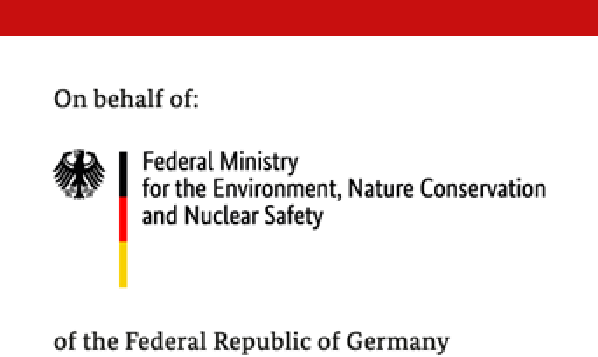 On behalf of:
Federal Ministry
for the Environment, Nature Conservation
and Nuclear Safety
of the Federal Republic of Germany